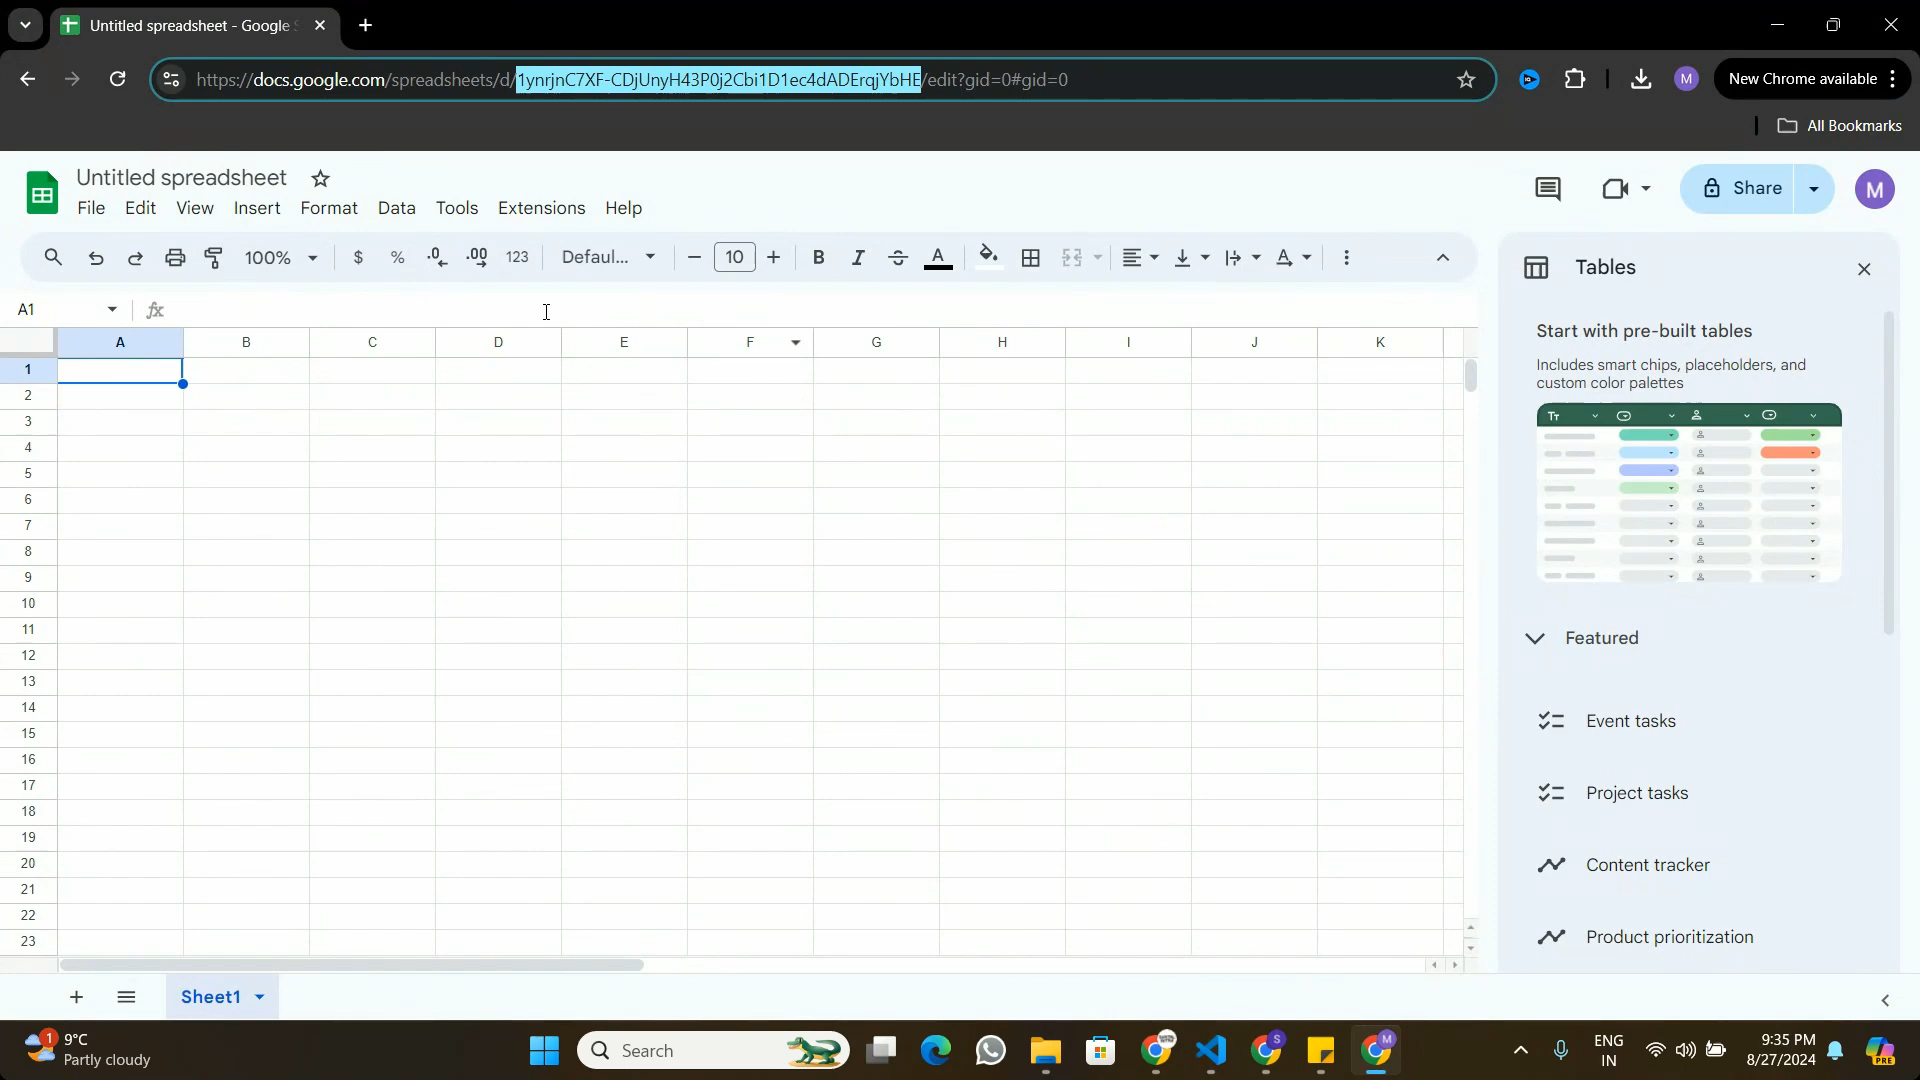 Untitled spreadsheet - Google S
https://docs.google.com/spreadsheets/d/1ynrjnC7XF-CDjUnyH43P0j2Cbi1D1ec4dADErqjYbHE/edit?gid=0#gid=0
M
New Chrome available
All Bookmarks
Untitled spreadsheet
File Edit View Insert Format Data Tools Extensions Help
Share
M
100% $ % .0 .00 123 Defaul... 10 B I S A A
Tables
A1 fx
A B C D E F G H I J K
1
2
3
4
5
6
7
8
9
10
11
12
13
14
15
16
17
18
19
20
21
22
23
Start with pre-built tables
Includes smart chips, placeholders, and
custom color palettes
Tт
Featured
Event tasks
Project tasks
Content tracker
Product prioritization
Sheet1
1
9°C
Partly cloudy
Search
S
M
ENG
IN
9:35 PM
8/27/2024
PRE